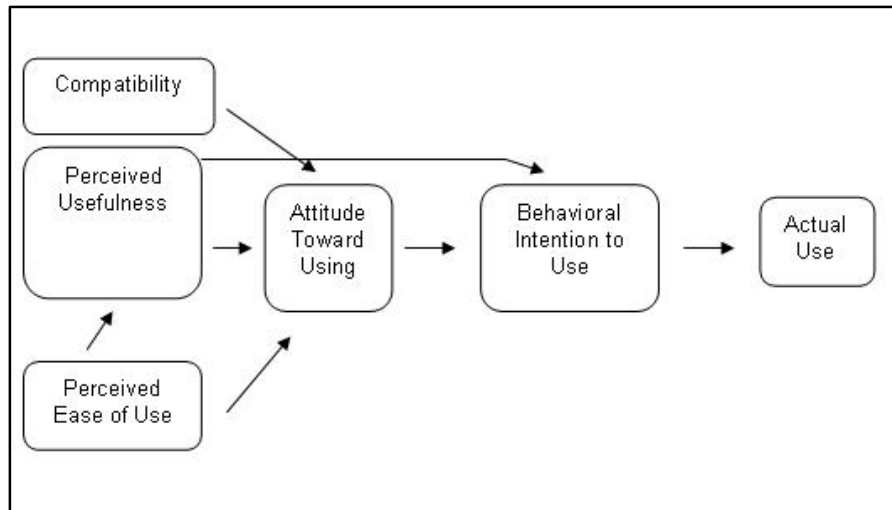 Compatibility
Perceived
Usefulness
Attitude
Toward
Using
Behavioral
Intention to
Use
Actual
Use
Perceived
Ease of Use